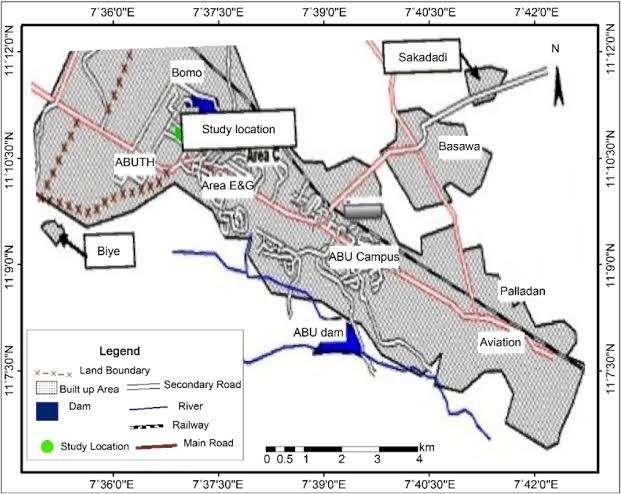 7°36'0"E 7°37'30"E 7°39'0"E 7°40'30"E 7°42'0"E
11°12'0"N
11°12'0"N
N
Sakadadi
Bomo
Study location
Basawa
11°10'30"N
11°10'30"N
ABUTH
Area C
Area E&G
Biye
ABU Campus
11°9'0"N
11°9'0"N
Palladan
ABU dam
Aviation
11°7'30"N
11°7'30"N
Legend
Land Boundary
Built up Area
Secondary Road
Dam
River
Railway
Study Location
Main Road
km
0 0.5 1 2 3 4
7°36'0"E 7°37'30"E 7°39'0"E 7°40'30"E 7°42'0"E